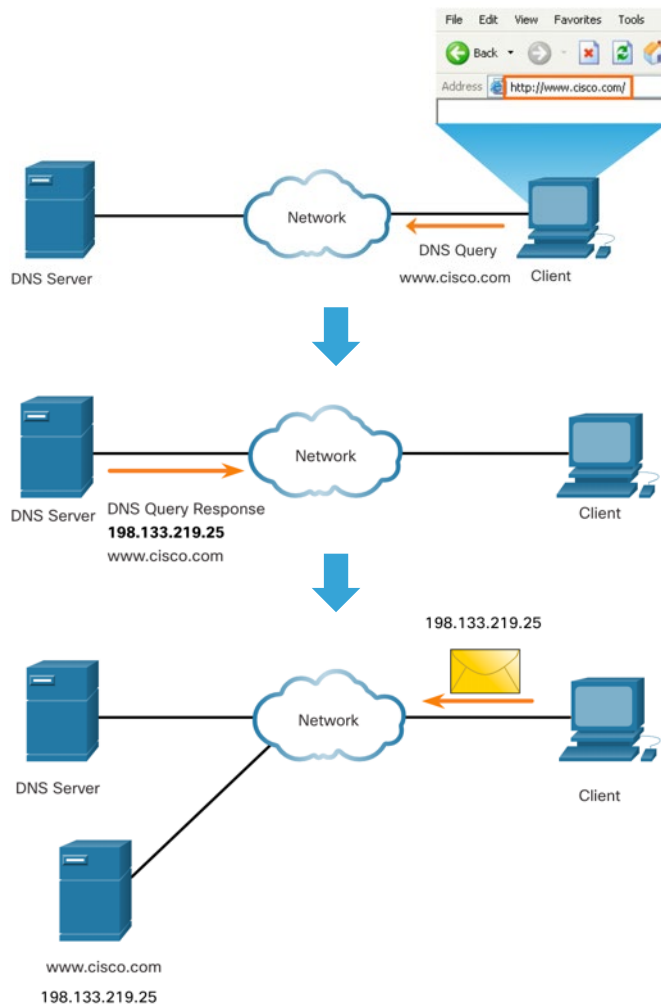 File Edit View Favorites Tools
Back
Address http://www.cisco.com/
Network
DNS Server
DNS Query
www.cisco.com
Client
Network
DNS Server
DNS Query Response
198.133.219.25
www.cisco.com
Client
198.133.219.25
Network
DNS Server
Client
www.cisco.com
198.133.219.25